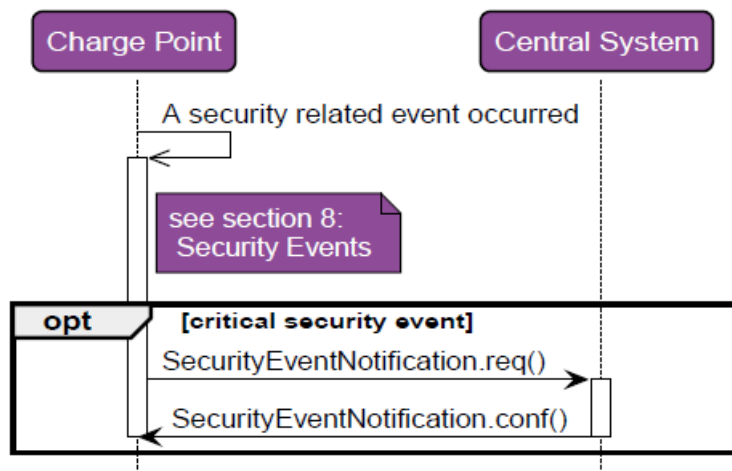 Charge Point
Central System
A security related event occurred
see section 8:
Security Events
opt
[critical security event]
SecurityEventNotification.req()
SecurityEventNotification.conf()